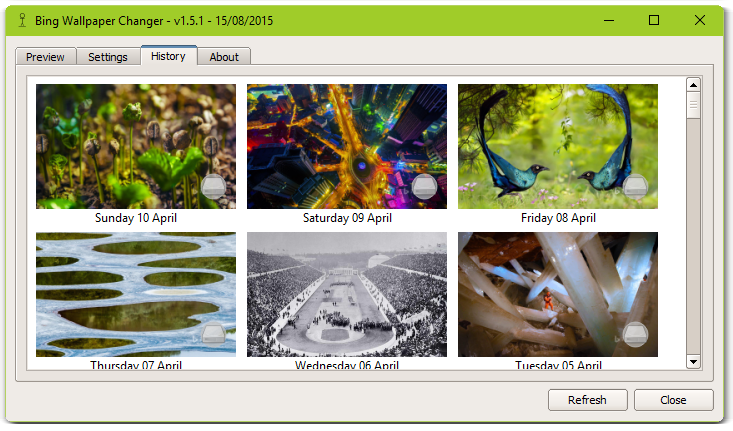 Bing Wallpaper Changer - v1.5.1 - 15/08/2015
Preview Settings History About
Sunday 10 April Saturday 09 April Friday 08 April
Thursday 07 April Wednesday 06 April Tuesday 05 April
Refresh Close